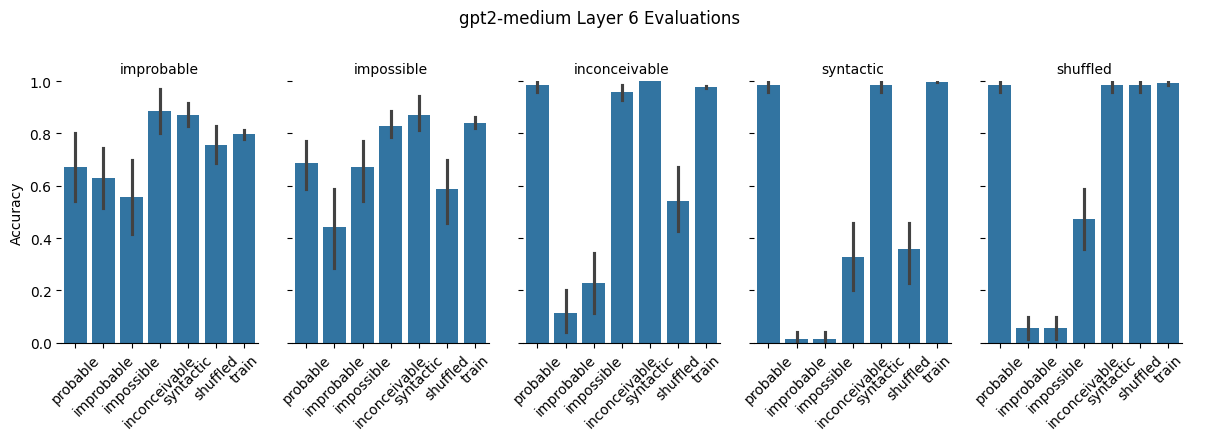 gpt2-medium Layer 6 Evaluations
improbable impossible inconceivable syntactic shuffled
1.0
0.8
0.6
0.4
0.2
0.0
Accuracy
probable improbable impossible inconceivable syntactic shuffled train probable improbable impossible inconceivable syntactic shuffled train probable improbable impossible inconceivable syntactic shuffled train probable improbable impossible inconceivable syntactic shuffled train probable improbable impossible inconceivable syntactic shuffled train